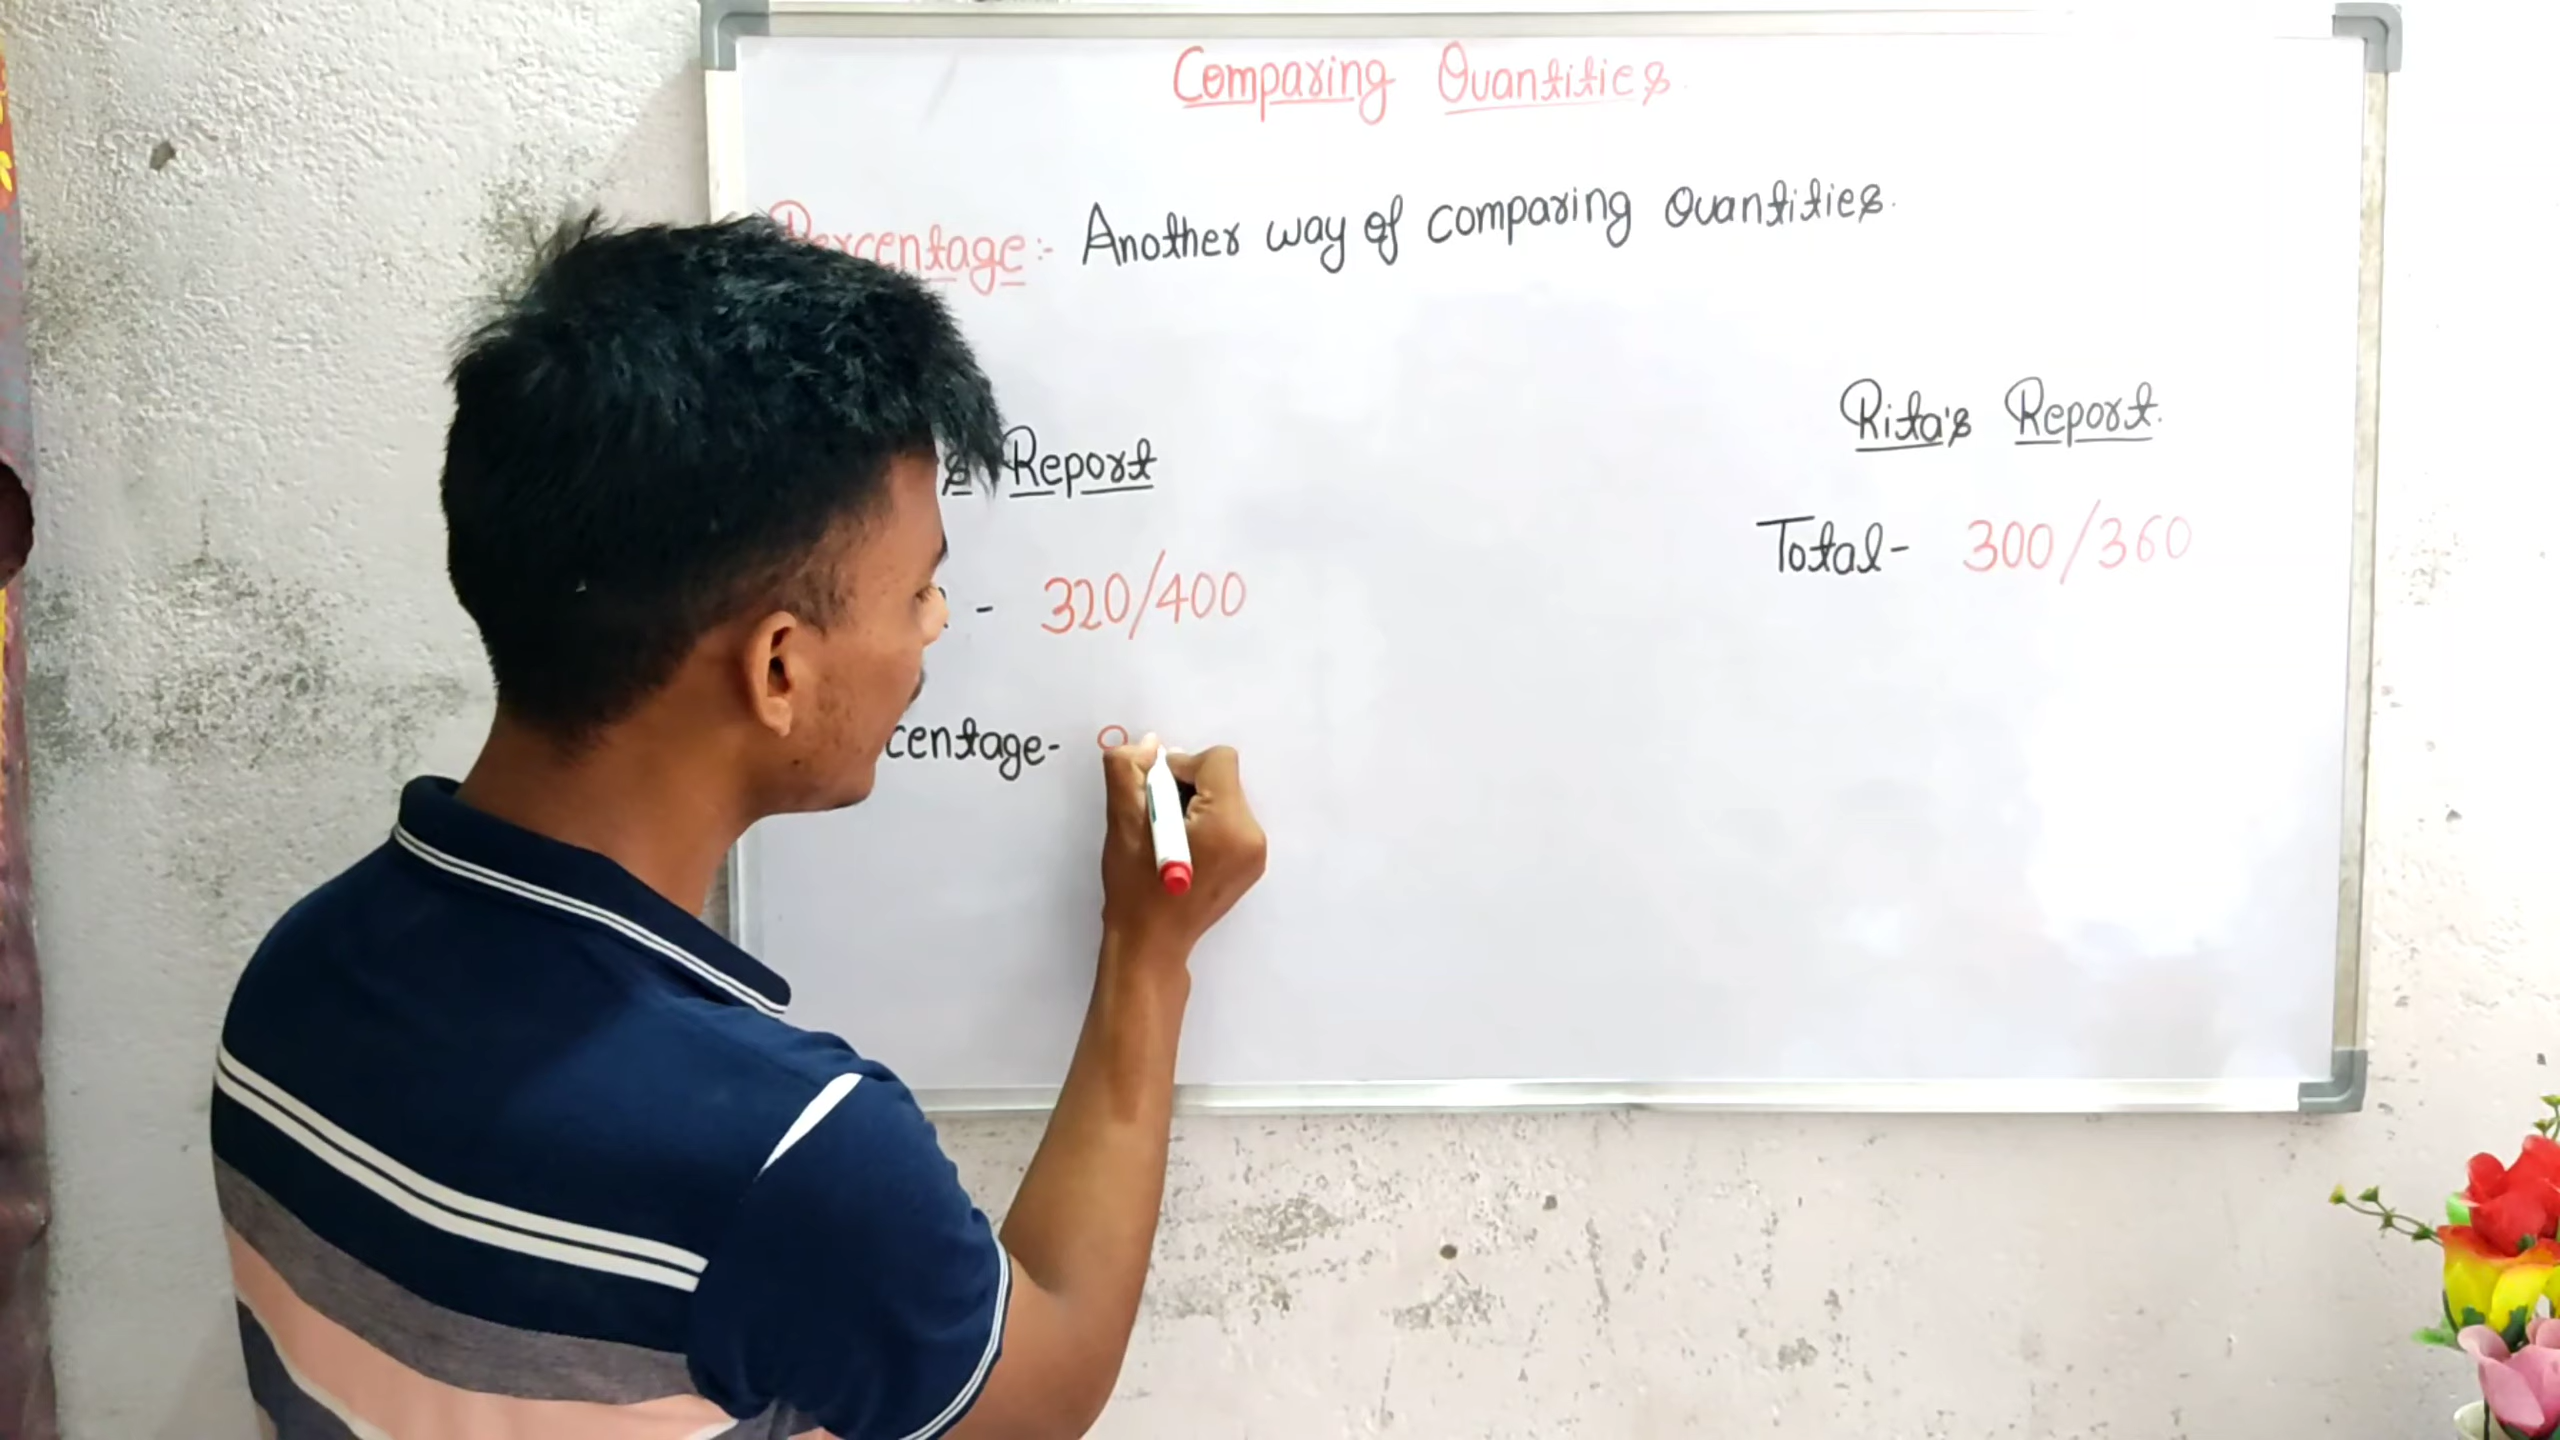 Comparing Quantities
Percentage:- Another way of comparing Quantities.
Report
- 320/400
centage-
Rita's Report.
Total- 300/360